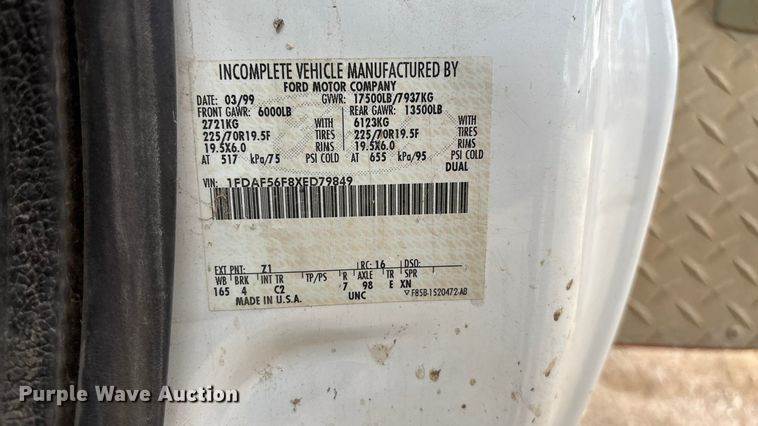 INCOMPLETE VEHICLE MANUFACTURED BY
FORD MOTOR COMPANY
DATE: 03/99 GVWR: 17500LB/7937KG
FRONT GAWR: 6000LB REAR GAWR: 13500LB
2721KG WITH 6123KG WITH
225/70R19.5F TIRES 225/70R19.5F TIRES
19.5X6.0 RIMS 19.5X6.0 RIMS
AT 517 kPa/75 PSI COLD AT 655 kPa/95 PSI COLD
DUAL
VIN: 1FDAF56F8XED79849
EXT PNT: Z1 RC: 16 DSO:
WB BRK INT TR TP/PS R AXLE TR SPR
165 4 C2 7 98 E XN
MADE IN U.S.A. UNC F85B-1520472-AB
Purple Wave Auction